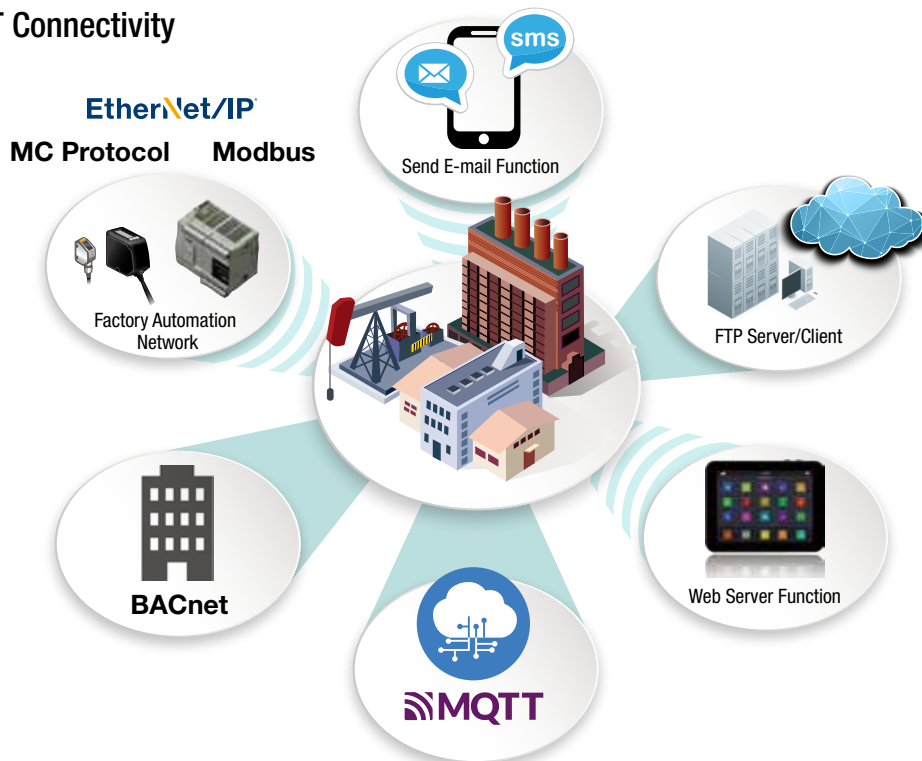 Connectivity
sms
EtherNet/IP
MC Protocol Modbus
Send E-mail Function
Factory Automation
Network
FTP Server/Client
BACnet
Web Server Function
MQTT